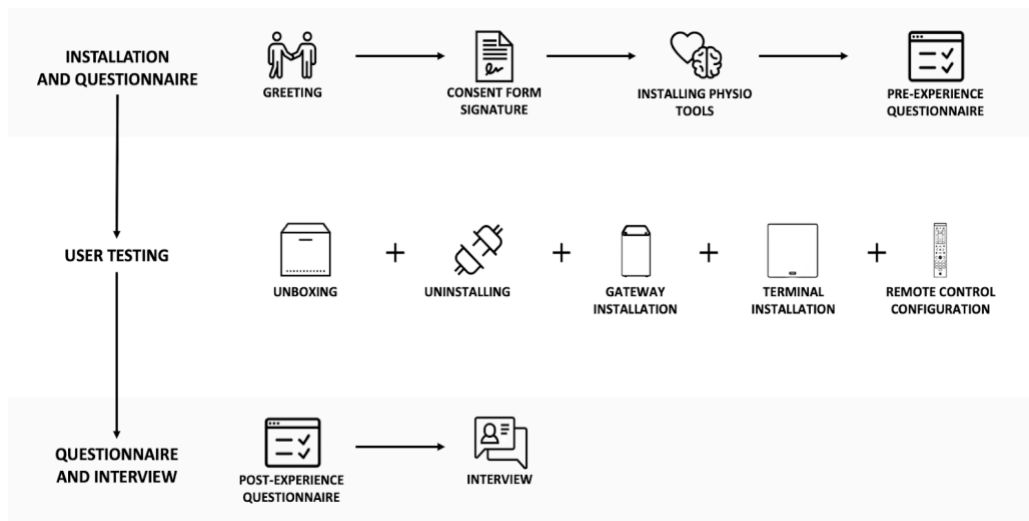 INSTALLATION
AND QUESTIONNAIRE
GREETING
CONSENT FORM
SIGNATURE
INSTALLING PHYSIO
TOOLS
PRE-EXPERIENCE
QUESTIONNAIRE
USER TESTING
UNBOXING
+
UNINSTALLING
+
GATEWAY
INSTALLATION
+
TERMINAL
INSTALLATION
+
REMOTE CONTROL
CONFIGURATION
QUESTIONNAIRE
AND INTERVIEW
POST-EXPERIENCE
QUESTIONNAIRE
INTERVIEW